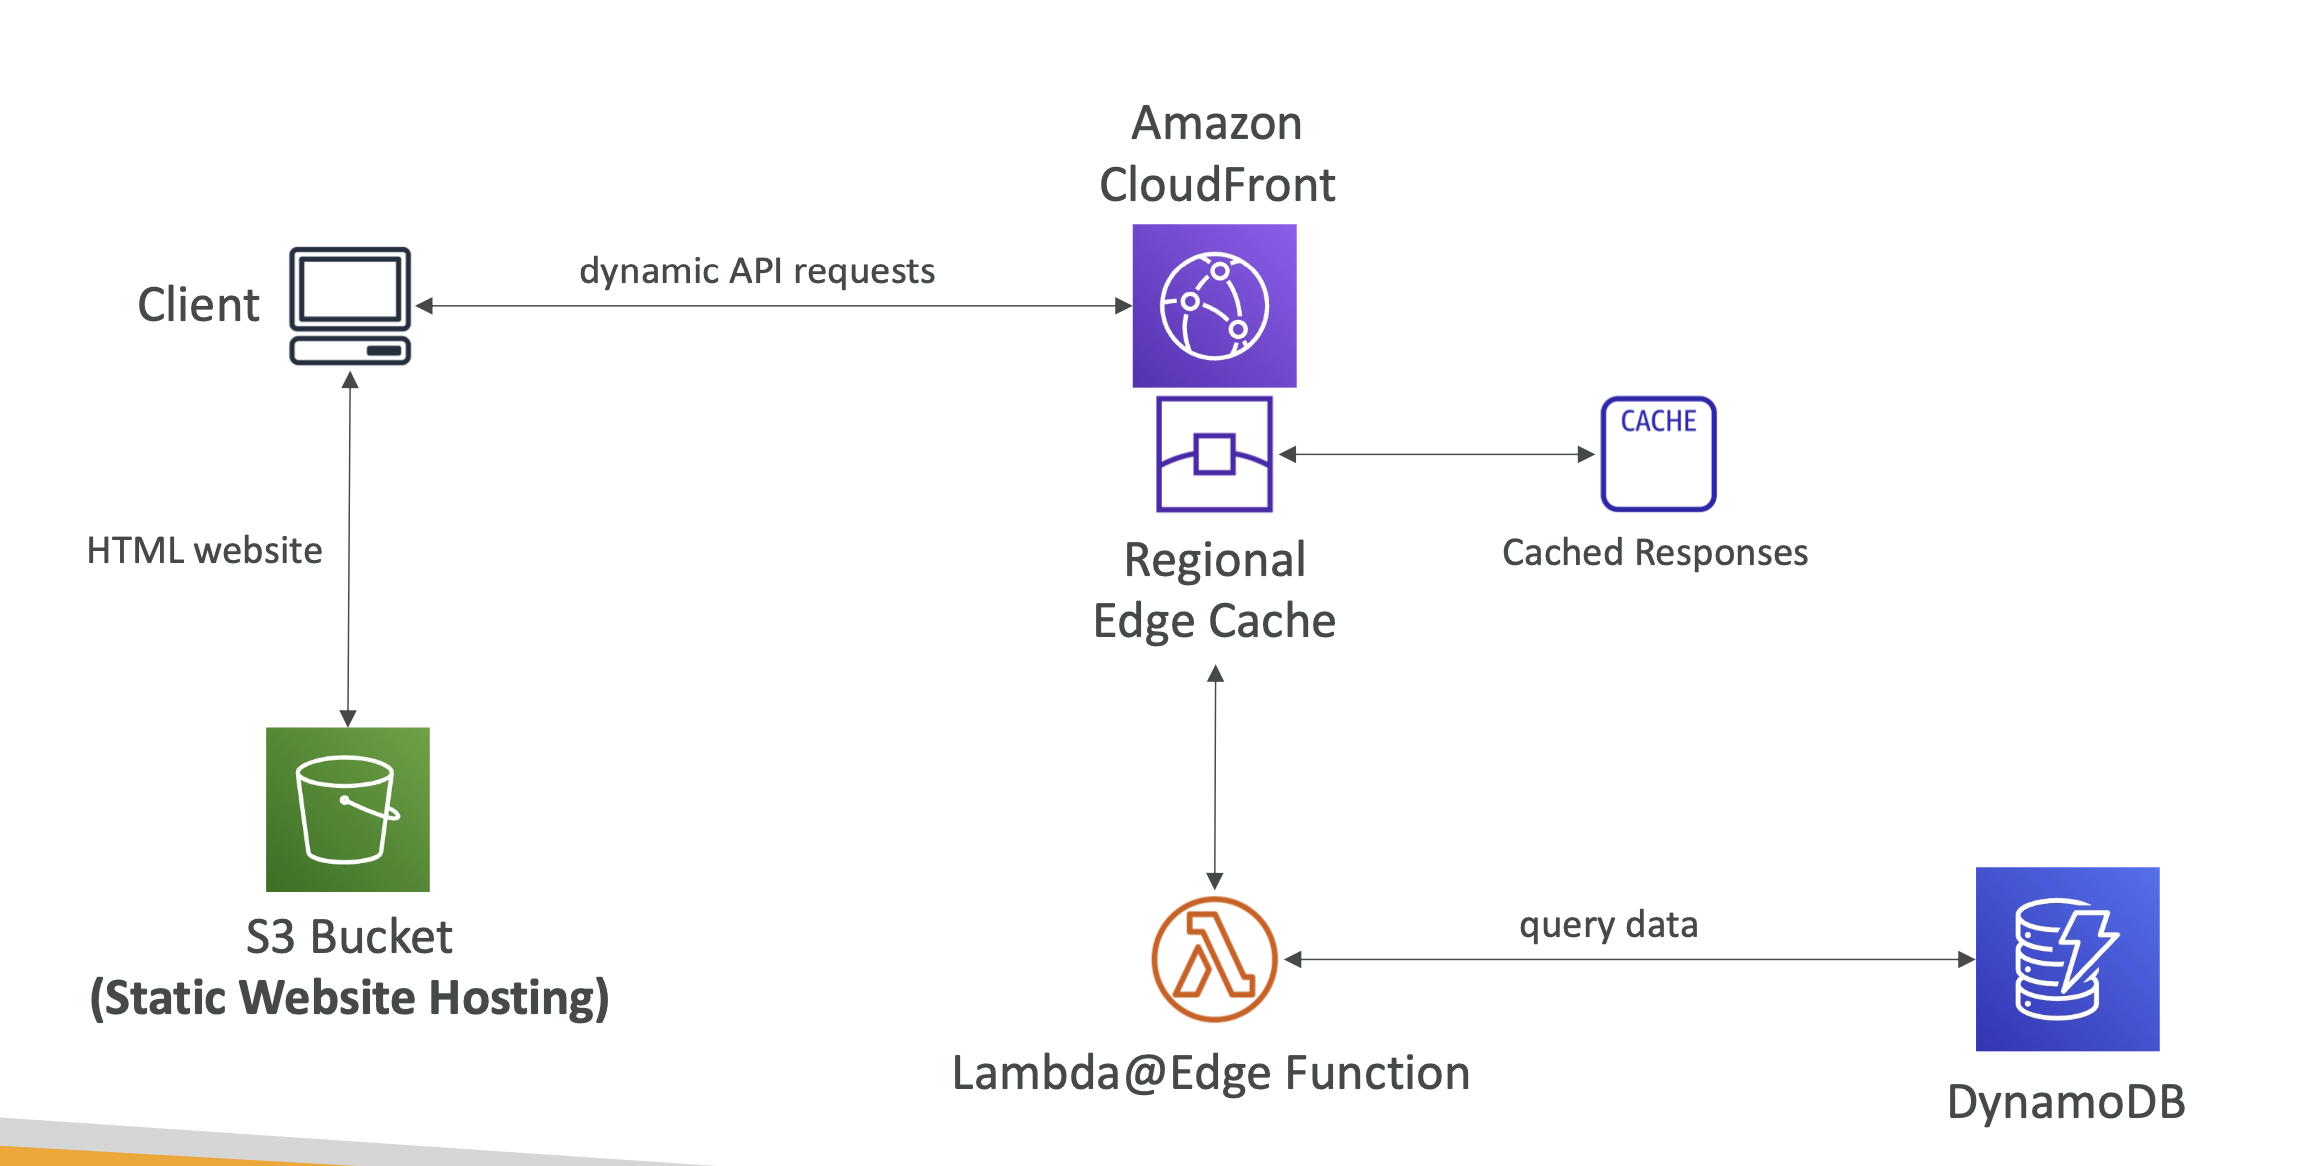 Amazon
CloudFront
Client
dynamic API requests
CACHE
Cached Responses
Regional
Edge Cache
HTML website
S3 Bucket
(Static Website Hosting)
query data
Lambda@Edge Function
DynamoDB